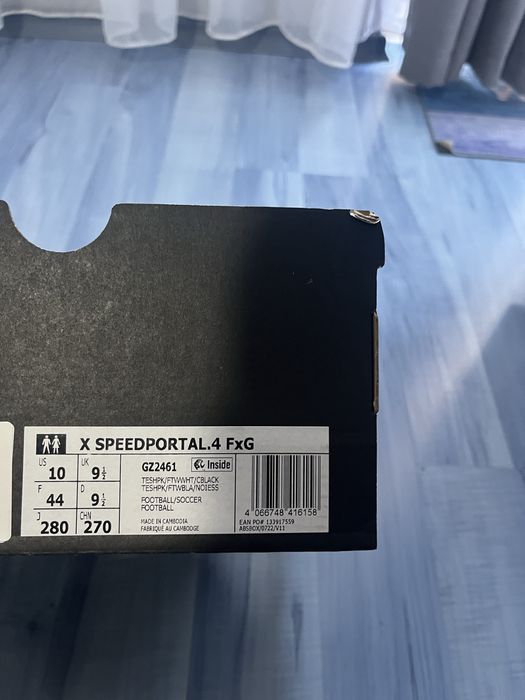 X SPEEDPORTAL.4 FxG
US 10 UK 9½
F 44 D 9½
J 280 CHN 270
GZ2461 Inside
TESHPK/FTWWHT/CBLACK
TESHPK/FTWBLA/NOIESS
FOOTBALL/SOCCER
FOOTBALL
MADE IN CAMBODIA
FABRIQUÉ AU CAMBODGE
4 066748 416158
EAN PO# 133917559
ABSBOX/0722/V11